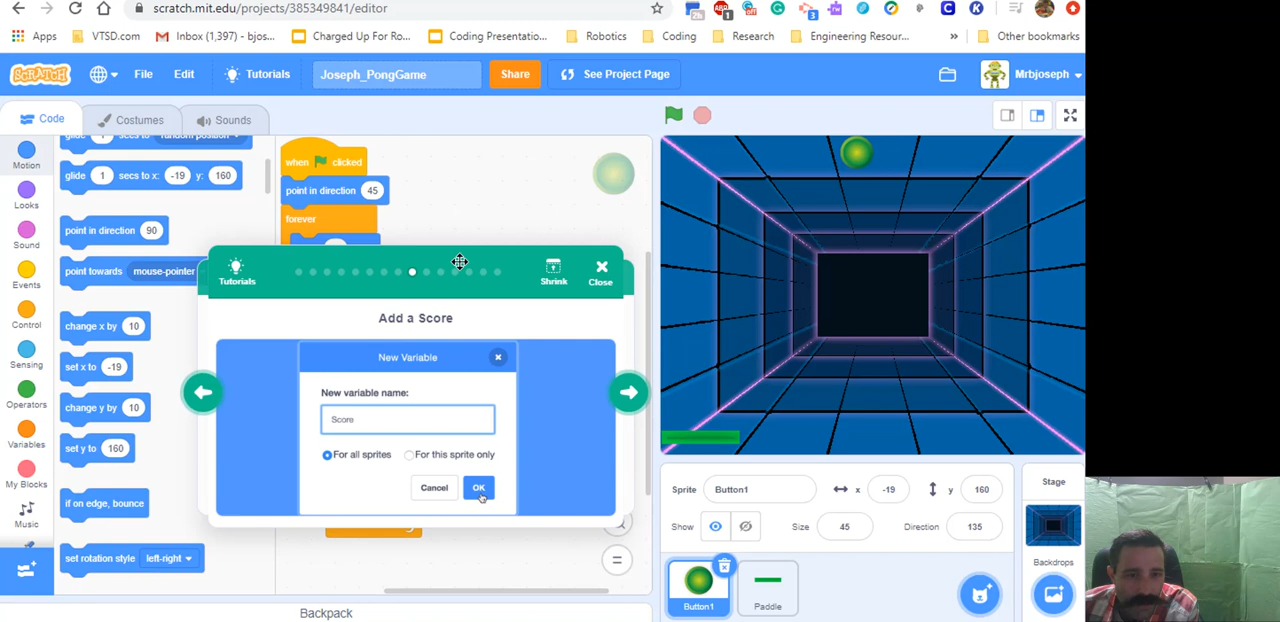 scratch.mit.edu/projects/385349841/editor
Apps VTSD.com Inbox (1,397) - bjos... Charged Up For Ro... Coding Presentatio... Robotics Coding Research Engineering Resour... » Other bookmarks
SCRATCH File Edit Tutorials Joseph_PongGame Share See Project Page Mrbjoseph
Code Costumes Sounds
Motion
Looks
Sound
Events
Control
Sensing
Operators
Variables
My Blocks
Music
glide 1 secs to x: -19 y: 160
point in direction 90
point towards mouse-pointer
change x by 10
set x to -19
change y by 10
set y to 160
if on edge, bounce
set rotation style left-right
when clicked
point in direction 45
forever
Tutorials Shrink Close
Add a Score
New Variable
New variable name:
Score
For all sprites For this sprite only
Cancel OK
Backpack
Sprite Button1 x -19 y 160
Show Size 45 Direction 135
Button1 Paddle
Stage
Backdrops